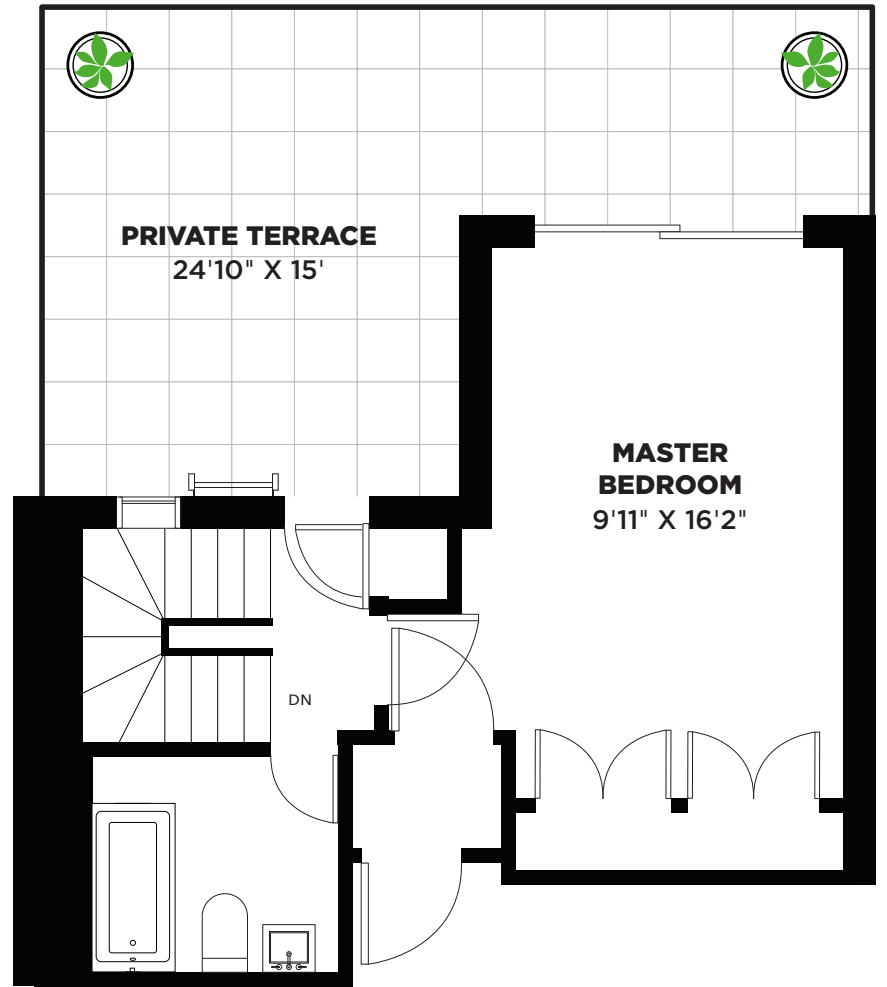 PRIVATE TERRACE
24'10" X 15'
MASTER
BEDROOM
9'11" X 16'2"
DN